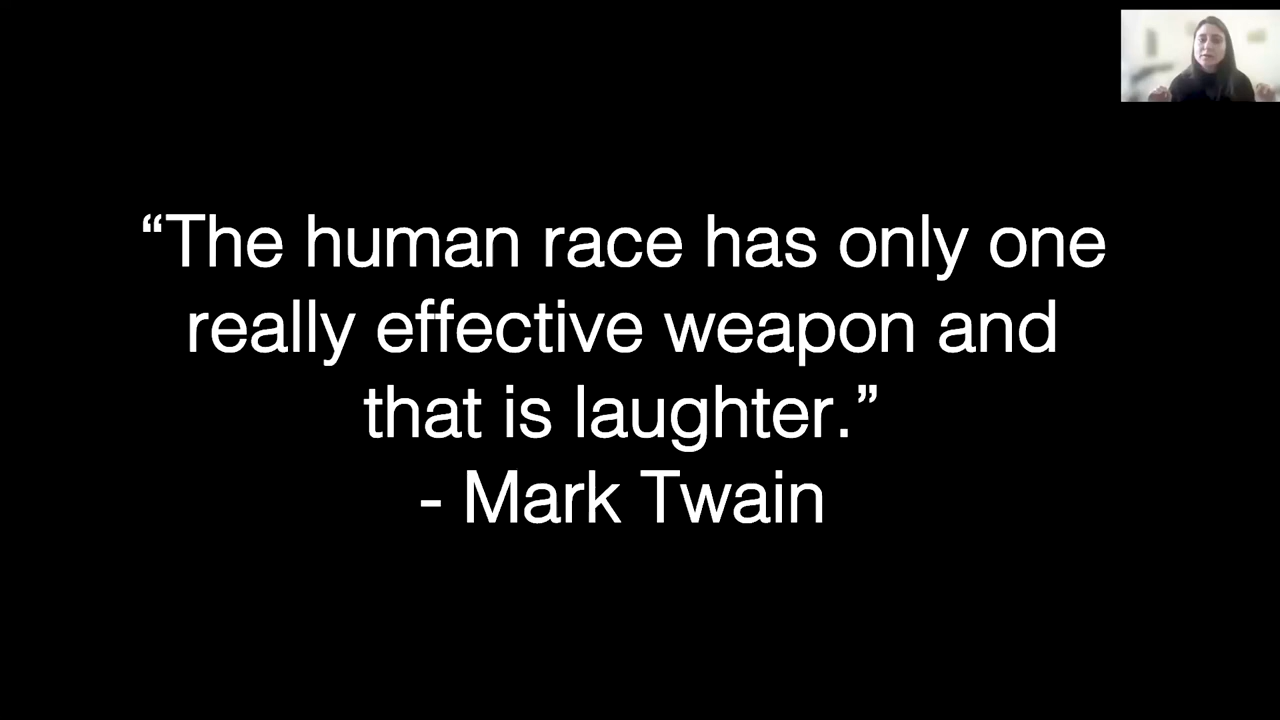 “The human race has only one
really effective weapon and
that is laughter.”
- Mark Twain